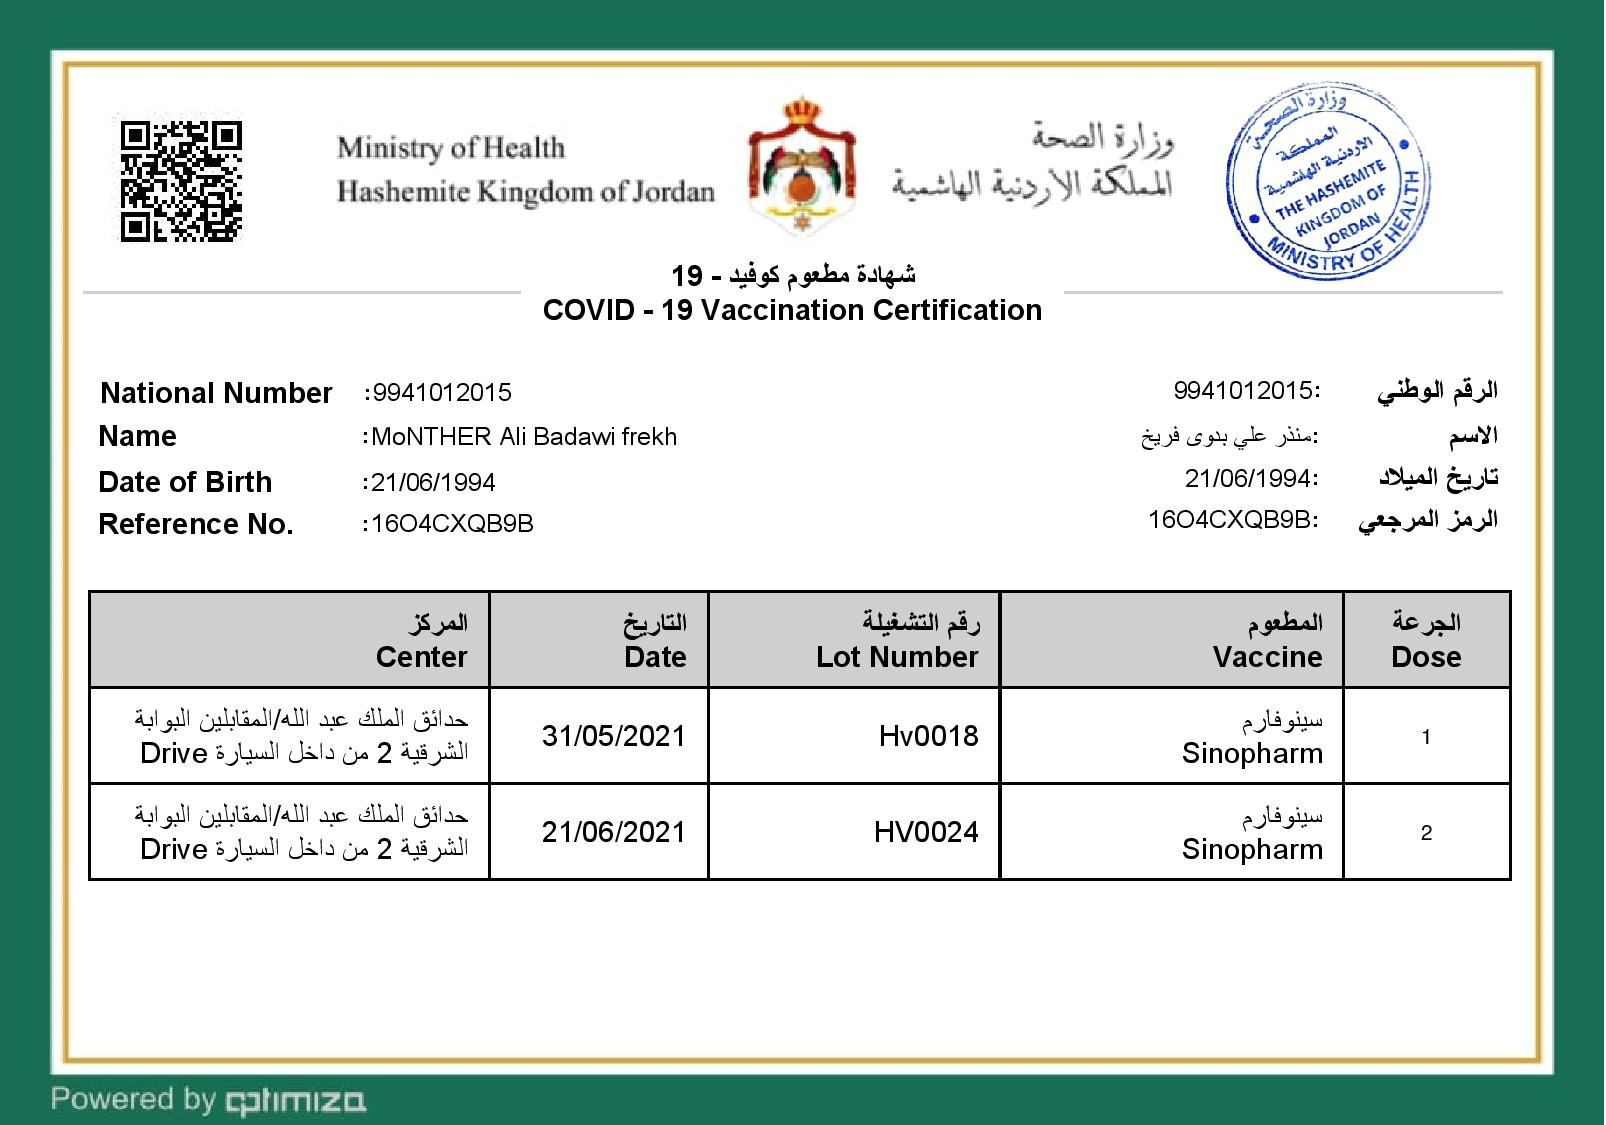 Ministry of Health
Hashemite Kingdom of Jordan
وزارة الصحة
المملكة الاردنية الهاشمية
وزارة الصحة
المملكة
الاردنية الهاشمية
THE HASHEMITE
KINGDOM OF
JORDAN
MINISTRY OF HEALTH
شهادة مطعوم كوفيد - 19
COVID - 19 Vaccination Certification
National Number :9941012015
الرقم الوطني :9941012015
Name :MoNTHER Ali Badawi frekh
الاسم :منذر علي بدوى فريخ
Date of Birth :21/06/1994
تاريخ الميلاد :21/06/1994
Reference No. :16O4CXQB9B
الرمز المرجعي :16O4CXQB9B
المركز التاريخ رقم التشغيلة المطعوم الجرعة
Center Date Lot Number Vaccine Dose
حدائق الملك عبد الله/المقابلين البوابة
الشرقية 2 من داخل السيارة Drive
31/05/2021
Hv0018
سينوفارم
Sinopharm
1
حدائق الملك عبد الله/المقابلين البوابة
الشرقية 2 من داخل السيارة Drive
21/06/2021
HV0024
سينوفارم
Sinopharm
2
Powered by optimiza